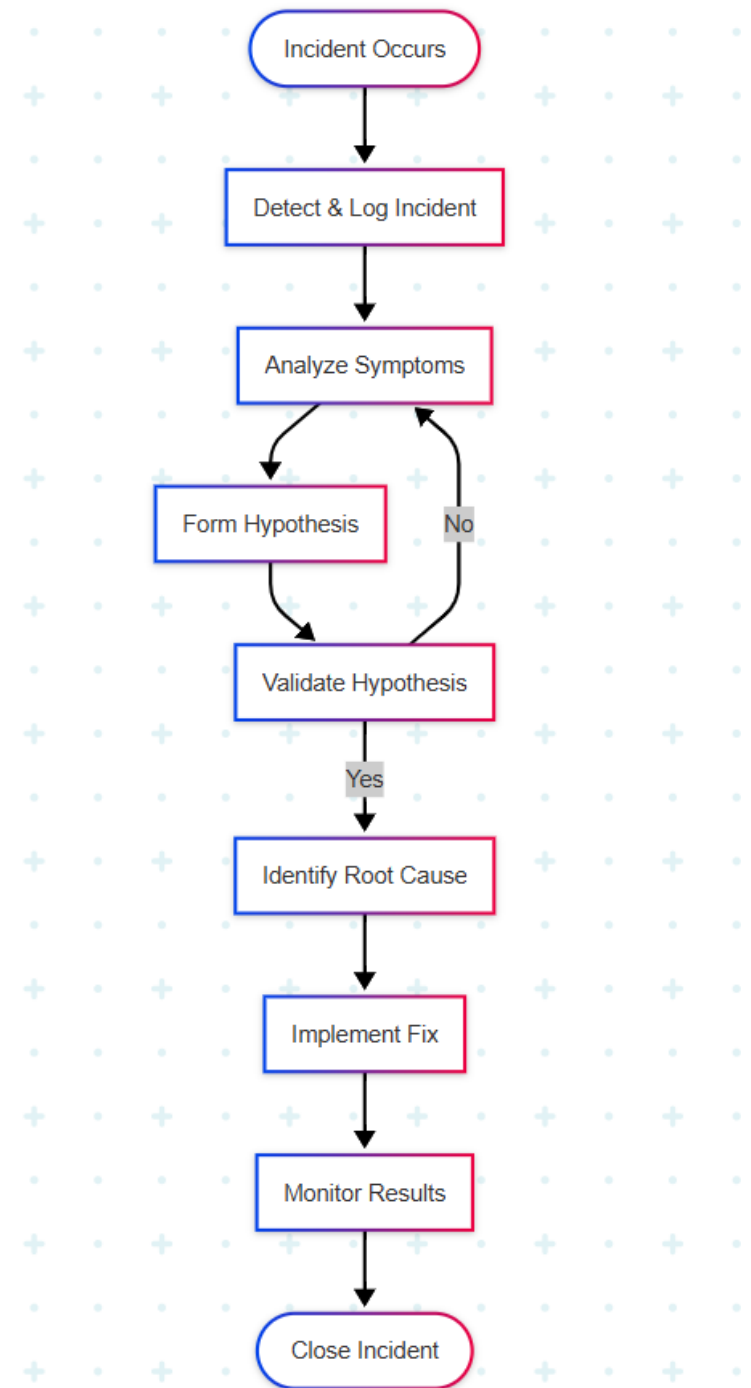 Incident Occurs
Detect & Log Incident
Analyze Symptoms
Form Hypothesis
No
Validate Hypothesis
Yes
Identify Root Cause
Implement Fix
Monitor Results
Close Incident